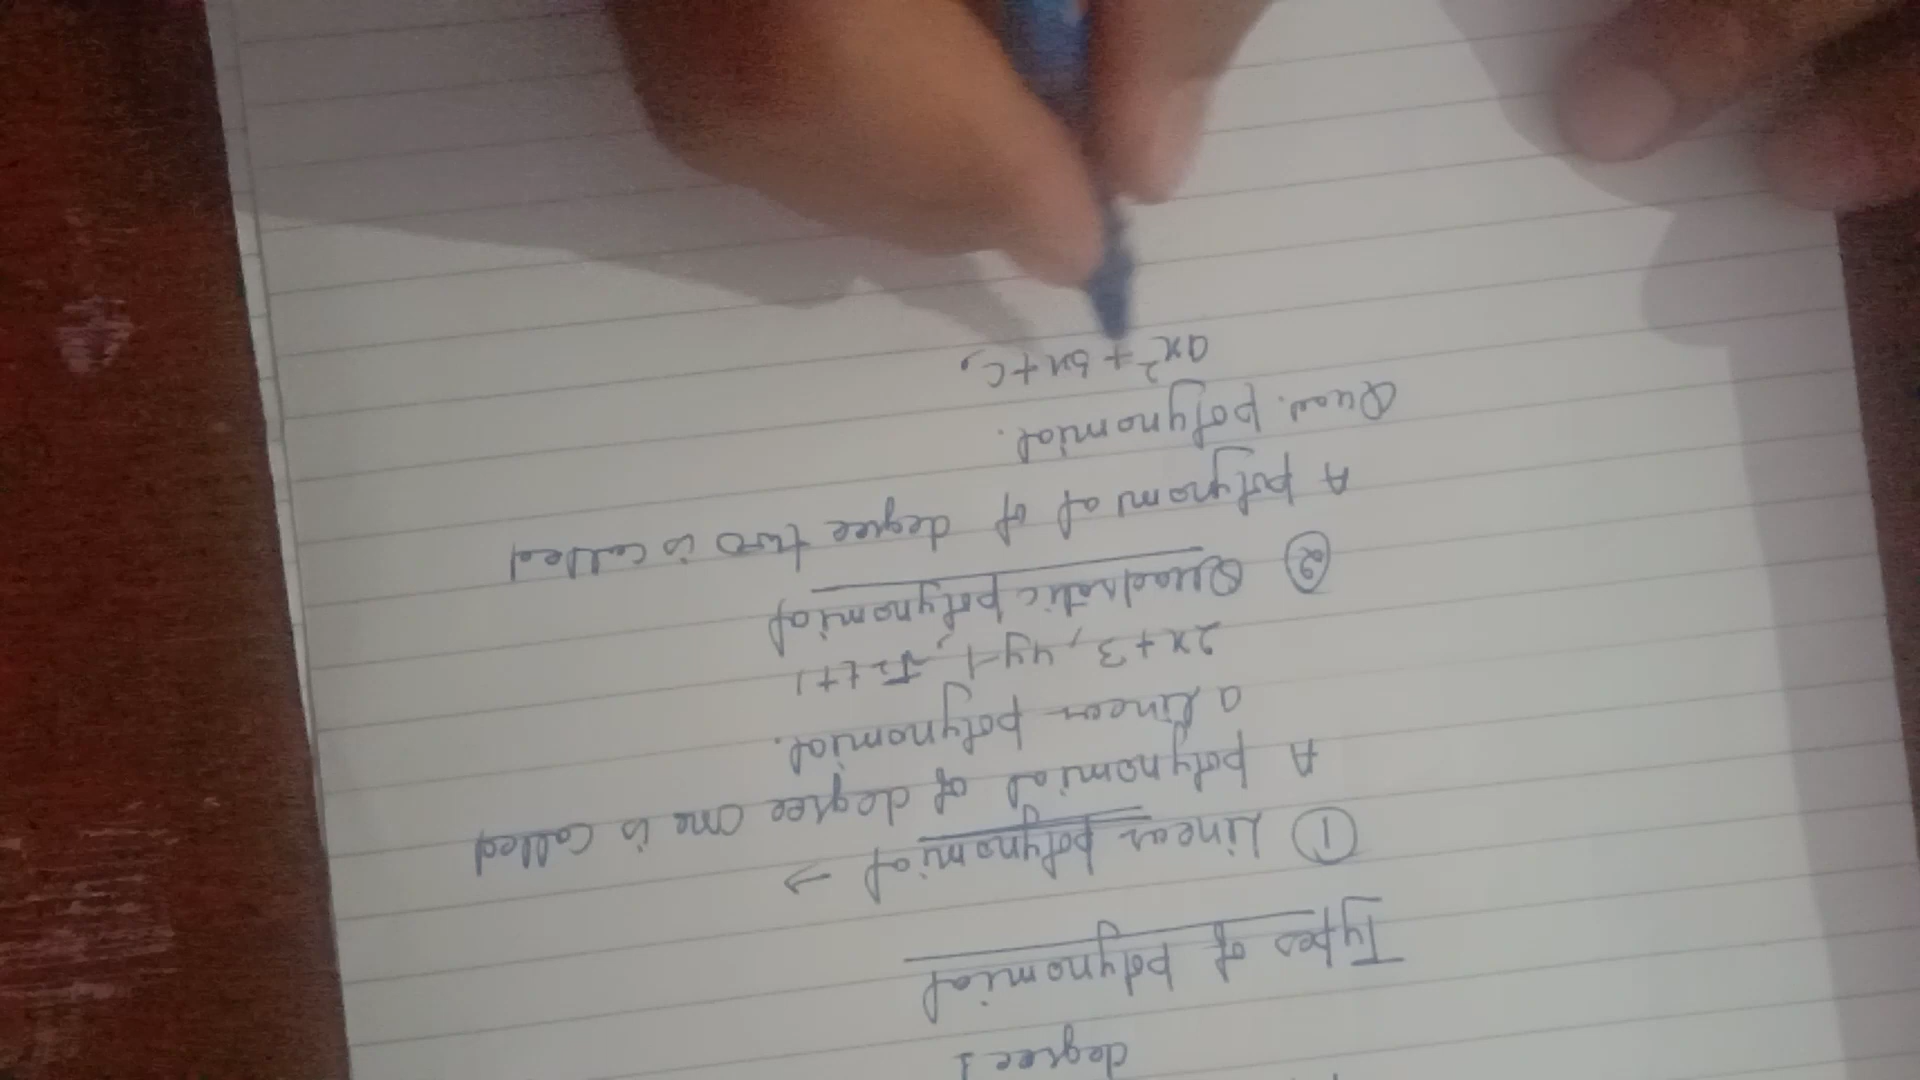 degree 1
Types of polynomial
① Linear polynomial →
A polynomial of degree one is called
a linear polynomial.
2x+3, 4y-1, √2t+1
② Quadratic polynomial
A polynomial of degree two is called
Quad. polynomial.
ax²+bx+c,